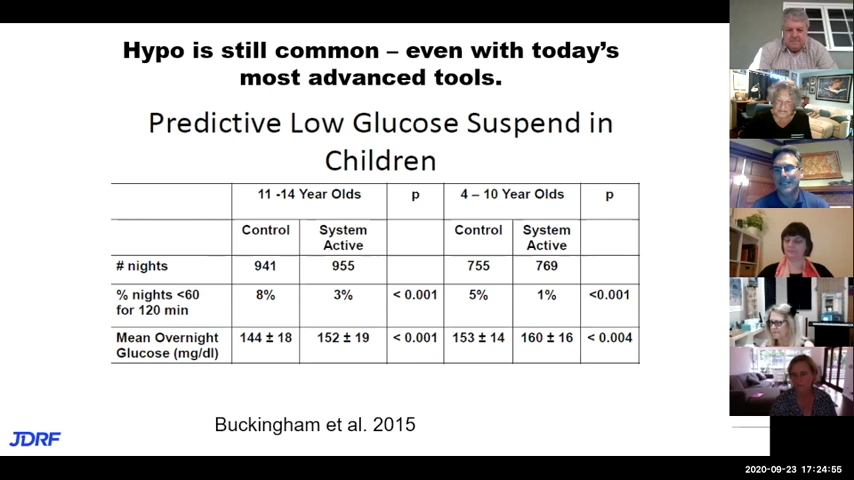 Hypo is still common – even with today's
most advanced tools.
Predictive Low Glucose Suspend in
Children
11 -14 Year Olds p 4 – 10 Year Olds p
Control System Active Control System Active
# nights 941 955 755 769
% nights <60 for 120 min 8% 3% < 0.001 5% 1% <0.001
Mean Overnight Glucose (mg/dl) 144 ± 18 152 ± 19 < 0.001 153 ± 14 160 ± 16 < 0.004
Buckingham et al. 2015
JDRF
2020-09-23 17:24:55